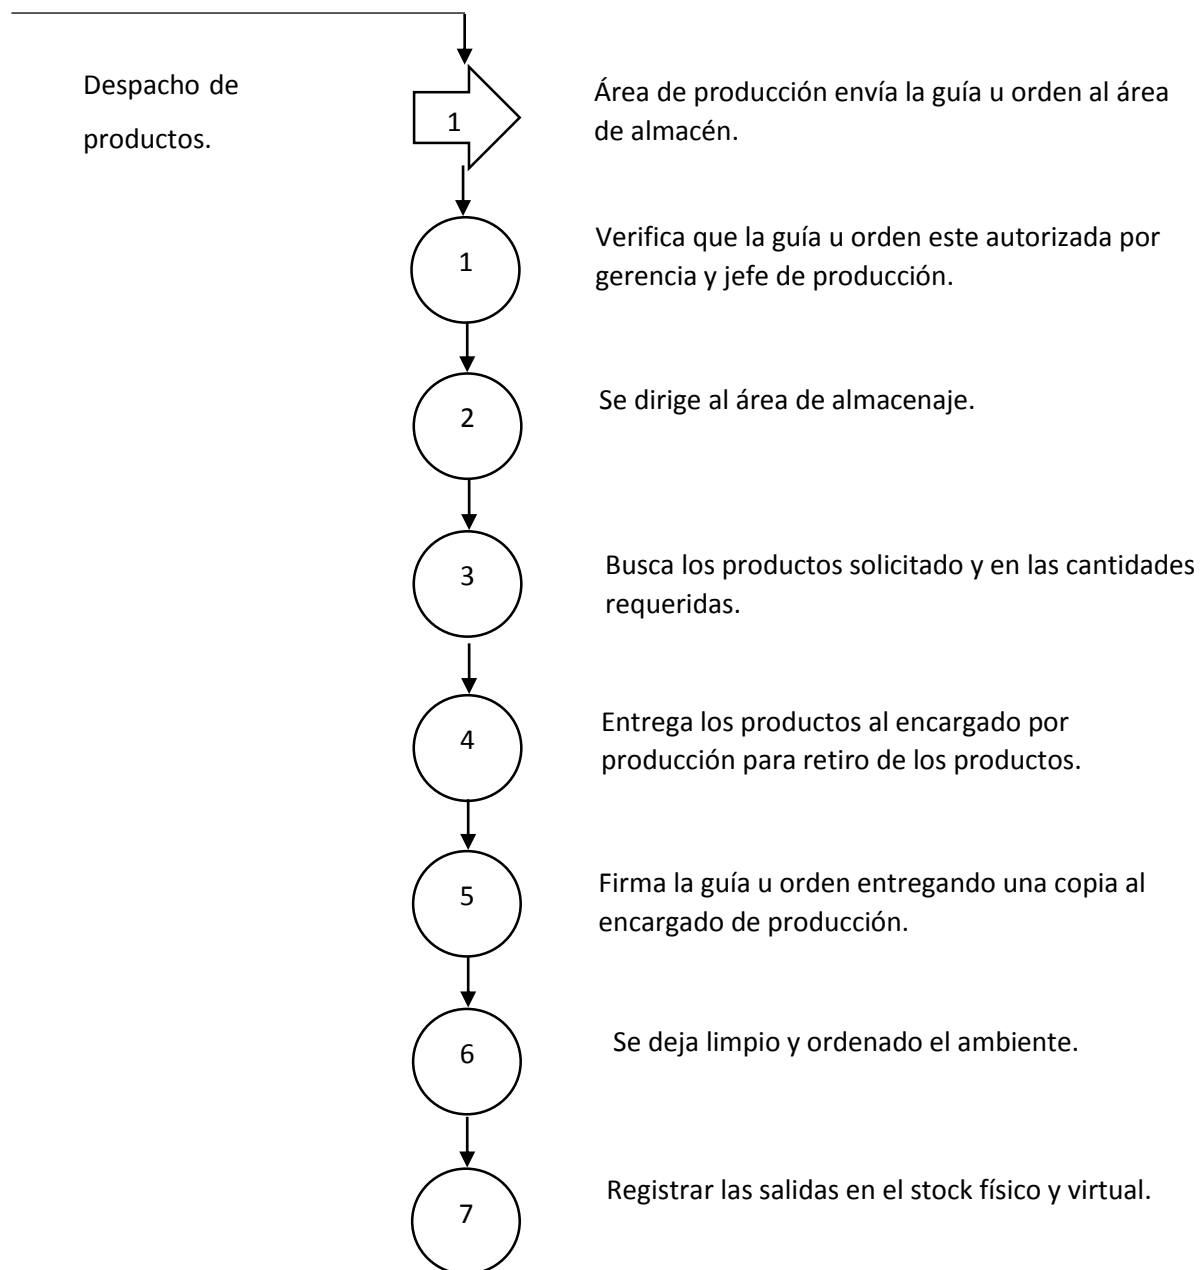 Despacho de
productos.
1
Área de producción envía la guía u orden al área
de almacén.
1
Verifica que la guía u orden este autorizada por
gerencia y jefe de producción.
2
Se dirige al área de almacenaje.
3
Busca los productos solicitado y en las cantidades
requeridas.
4
Entrega los productos al encargado por
producción para retiro de los productos.
5
Firma la guía u orden entregando una copia al
encargado de producción.
6
Se deja limpio y ordenado el ambiente.
7
Registrar las salidas en el stock físico y virtual.